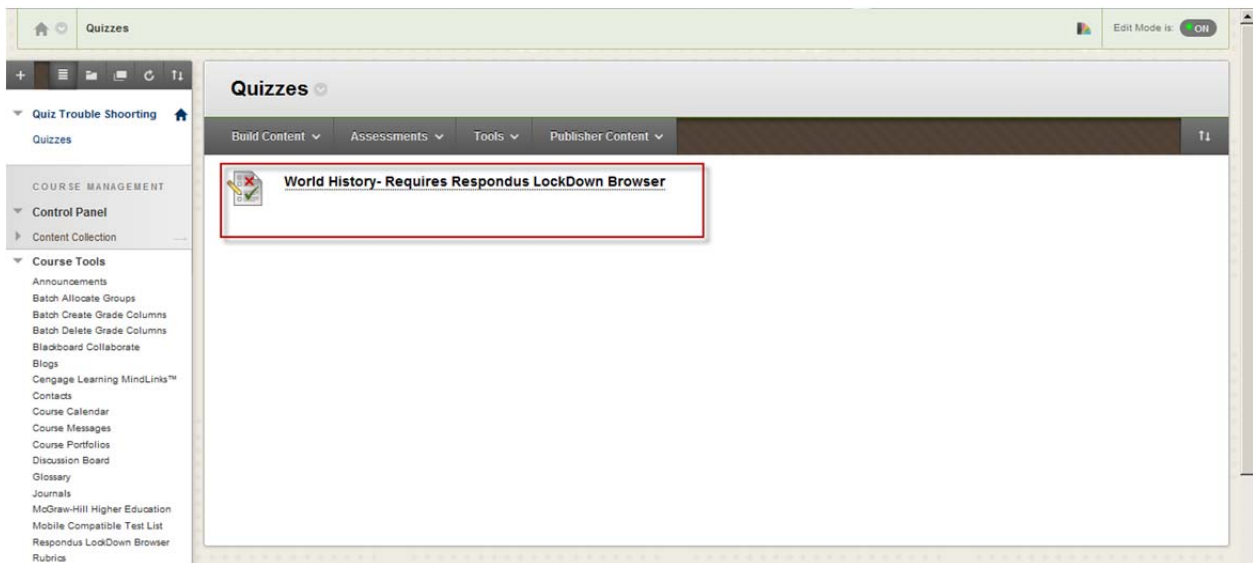 Quizzes
Edit Mode is: ON
Quiz Trouble Shoorting
Quizzes
COURSE MANAGEMENT
Control Panel
Content Collection
Course Tools
Announcements
Batch Allocate Groups
Batch Create Grade Columns
Batch Delete Grade Columns
Blackboard Collaborate
Blogs
Cengage Learning MindLinks™
Contacts
Course Calendar
Course Messages
Course Portfolios
Discussion Board
Glossary
Journals
McGraw-Hill Higher Education
Mobile Compatible Test List
Respondus LockDown Browser
Rubrics
Quizzes
Build Content Assessments Tools Publisher Content
World History- Requires Respondus LockDown Browser